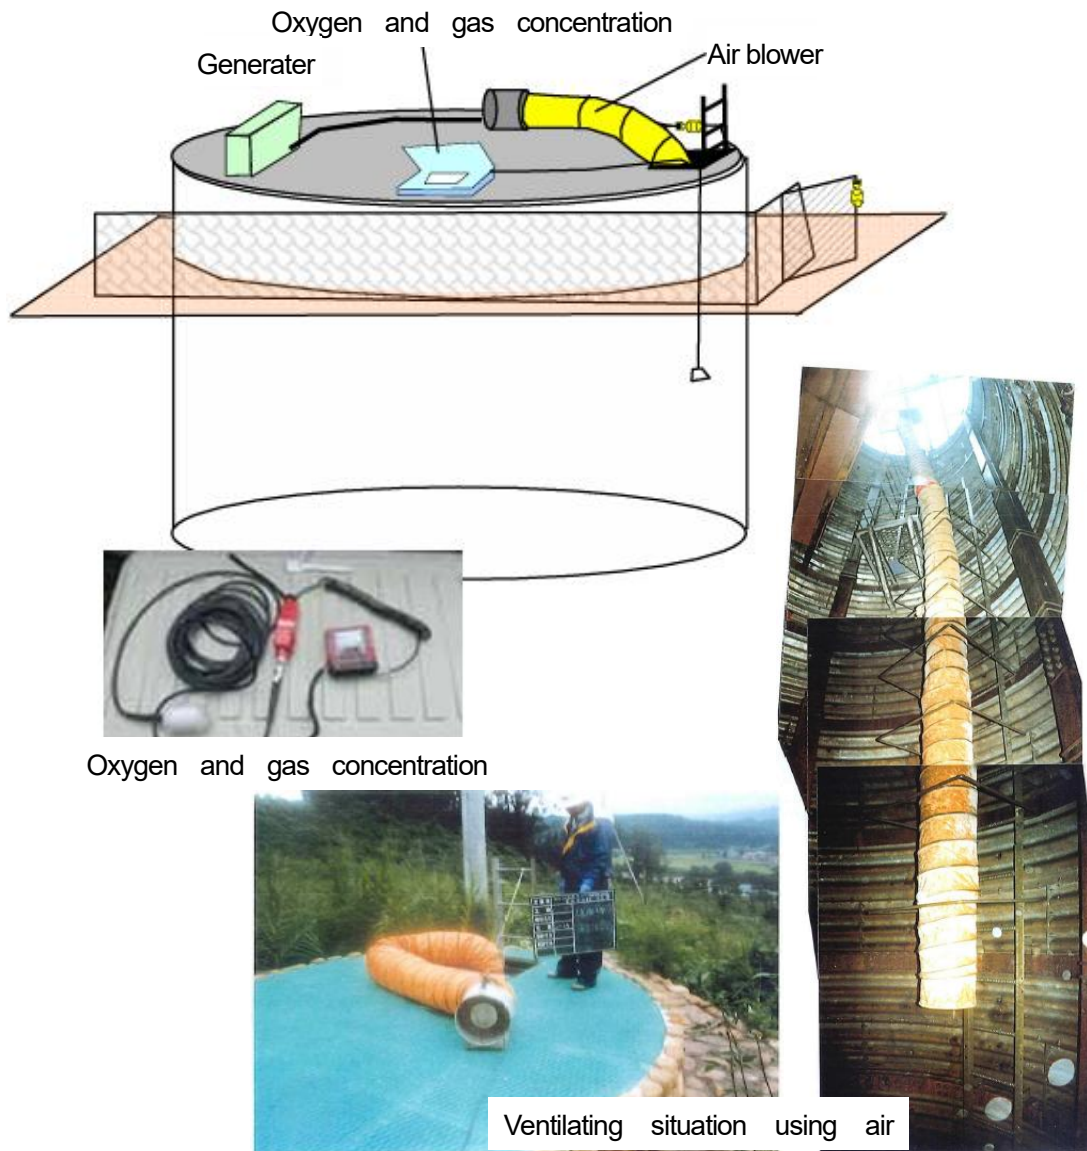 Oxygen and gas concentration
Generater
Air blower
Oxygen and gas concentration
Ventilating situation using air